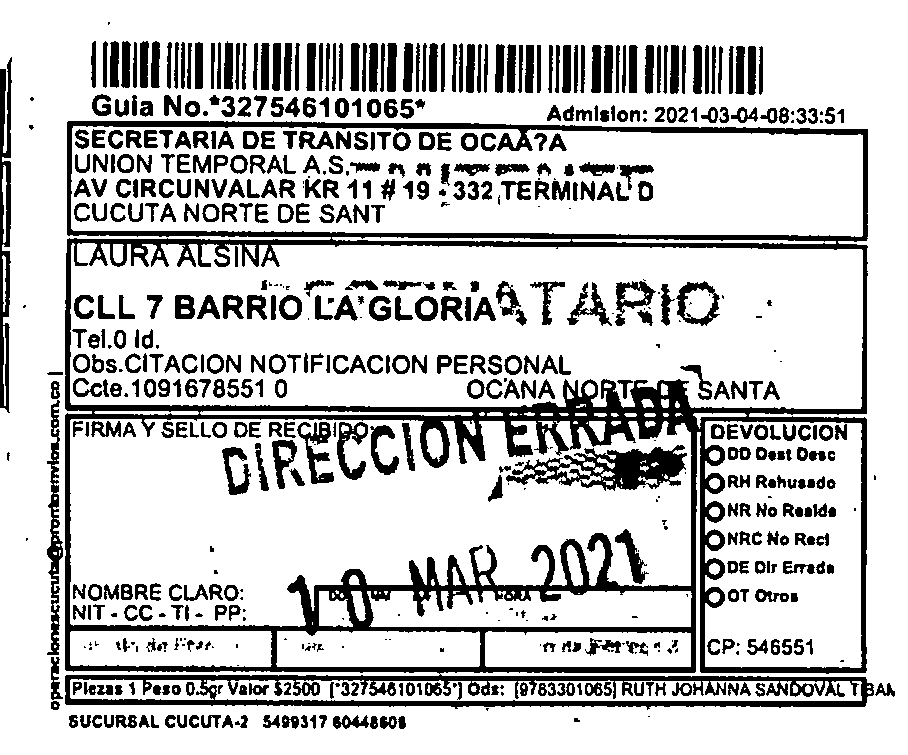 Guia No.*327546101065*
Admision: 2021-03-04-08:33:51
SECRETARIA DE TRANSITO DE OCAÃ?A
UNION TEMPORAL A.S.
AV CIRCUNVALAR KR 11 # 19 - 332 TERMINAL D
CUCUTA NORTE DE SANT
LAURA ALSINA
CLL 7 BARRIO LA GLORIA
Tel.0 Id.
Obs.CITACION NOTIFICACION PERSONAL
Ccte.1091678551 0 OCANA NORTE DE SANTA
FIRMA Y SELLO DE RECIBIDO:
DIRECCION ERRADA
10 MAR 2021
NOMBRE CLARO:
NIT - CC - TI - PP:
DEVOLUCION
DD Dest Desc
RH Rehusado
NR No Reside
NRC No Recl
DE Dir Errada
OT Otros
CP: 546551
operacionescucuta@prontoenvios.com.co
Piezas 1 Peso 0.5gr Valor $2500 [*327546101065*] Ods: [9763301065] RUTH JOHANNA SANDOVAL TIBAM
SUCURSAL CUCUTA-2 5499317 60448608